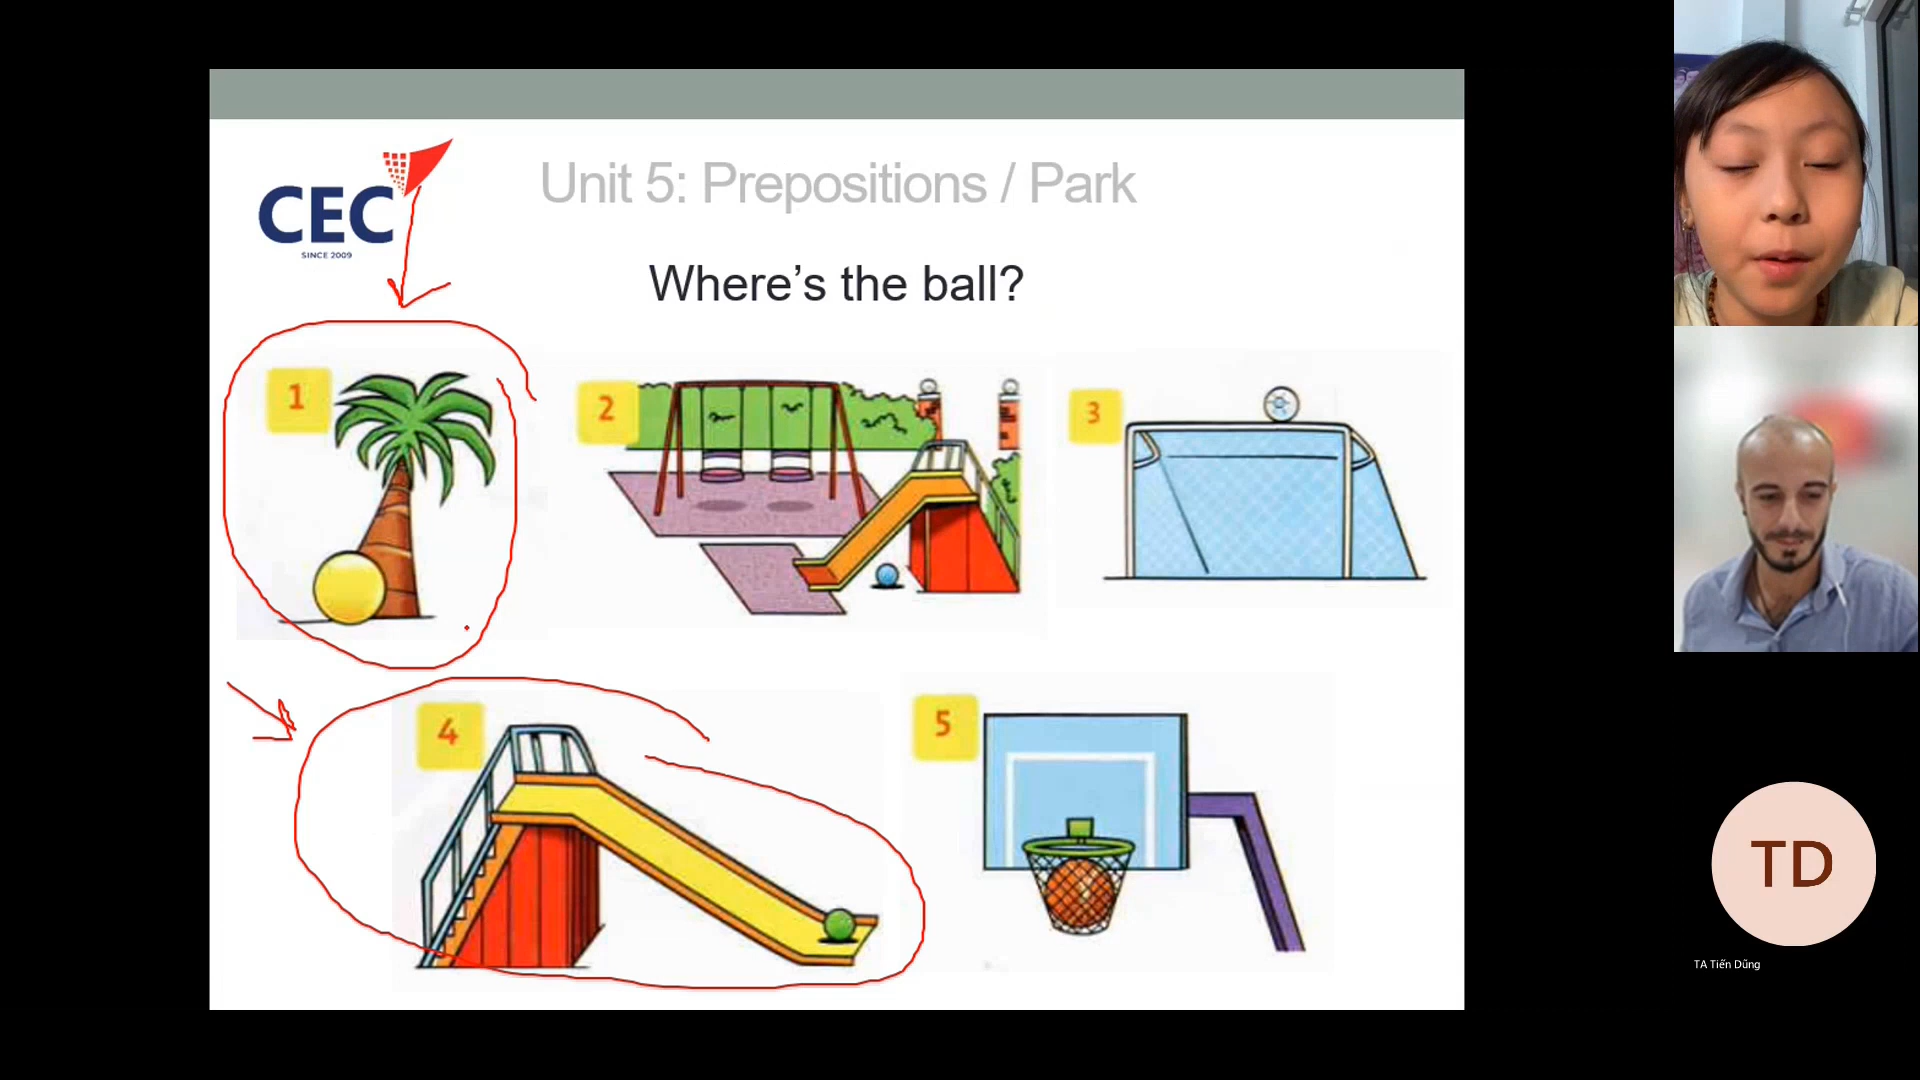 CEC
SINCE 2009
Unit 5: Prepositions / Park
Where’s the ball?
1
2
3
4
5
TD
TA Tiến Dũng